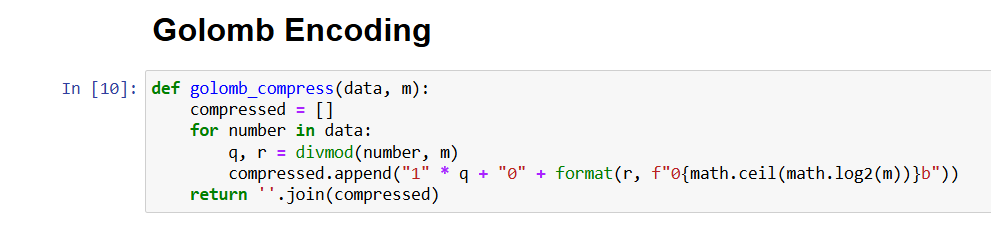 Golomb Encoding
In [10]: def golomb_compress(data, m):
    compressed = []
    for number in data:
        q, r = divmod(number, m)
        compressed.append("1" * q + "0" + format(r, f"0{math.ceil(math.log2(m))}b"))
    return ''.join(compressed)